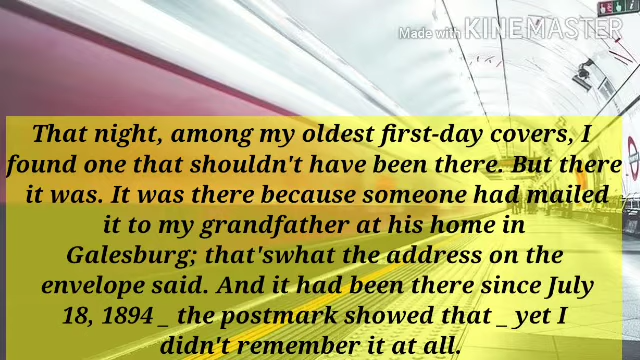 Made with KINEMASTER
That night, among my oldest first-day covers, I
found one that shouldn't have been there. But there
it was. It was there because someone had mailed
it to my grandfather at his home in
Galesburg; that'swhat the address on the
envelope said. And it had been there since July
18, 1894 _ the postmark showed that _ yet I
didn't remember it at all.